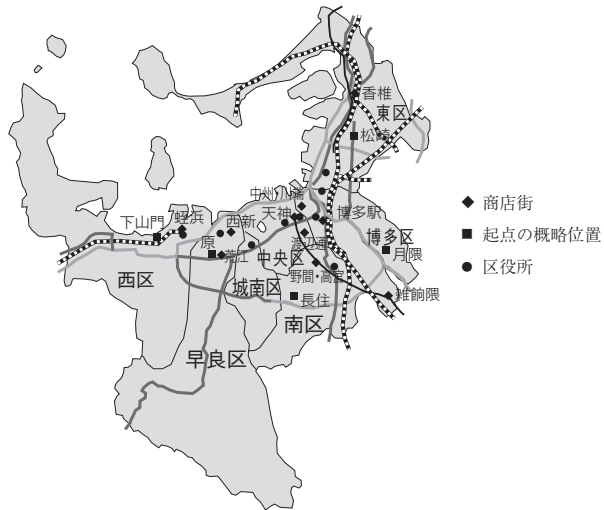 香椎
東区
松崎
中州川端
下山門
姪浜
西新
天神
博多駅
原
荒江
渡辺通
中央区
博多区
月隈
西区
城南区
野間・高宮
長住
雑餉隈
南区
早良区
商店街
起点の概略位置
区役所